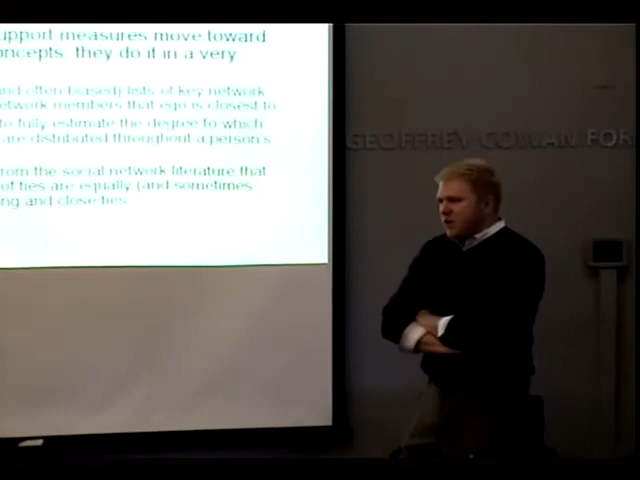 upport measures move toward
oncepts, they do it in a very
nd often biased) lists of key network
etwork members that ego is closest to
to fully estimate the degree to which
are distributed throughout a person's
rom the social network literature that
of ties are equally (and sometimes
ng and close ties
GEOFFREY COWAN FOR